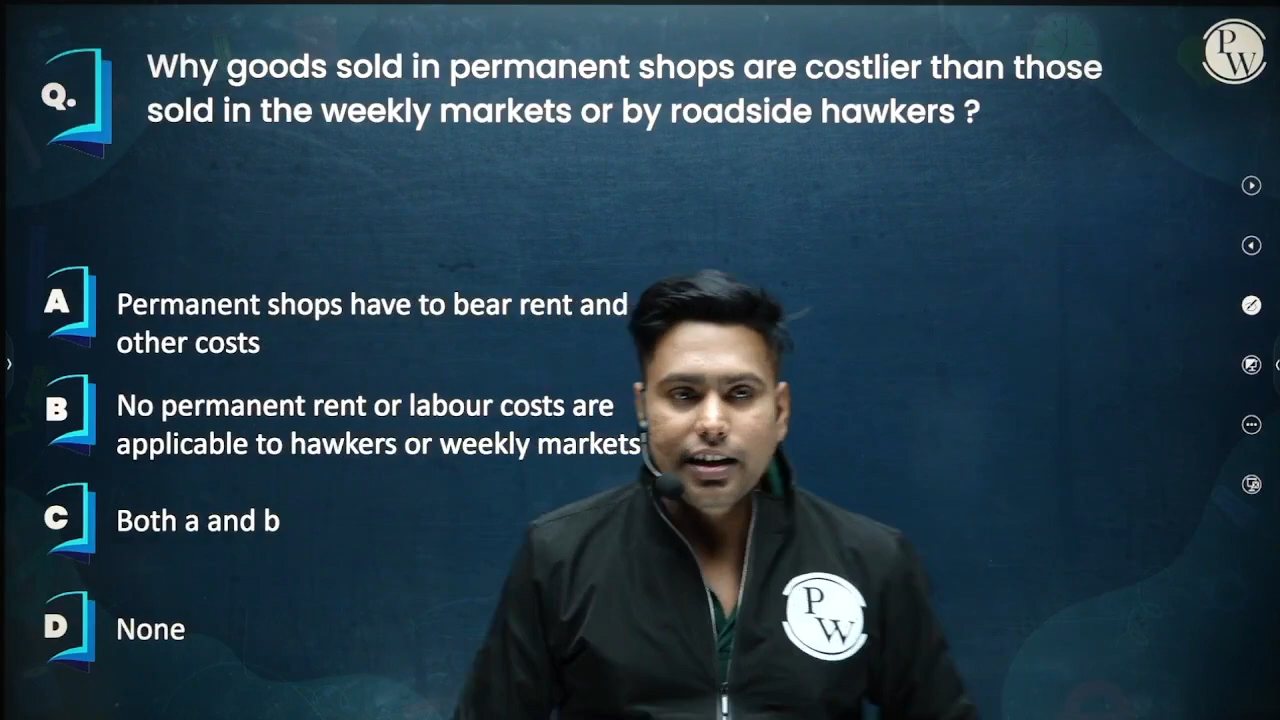 Q.
Why goods sold in permanent shops are costlier than those
sold in the weekly markets or by roadside hawkers ?
PW
A
Permanent shops have to bear rent and
other costs
B
No permanent rent or labour costs are
applicable to hawkers or weekly markets
C
Both a and b
D
None
PW